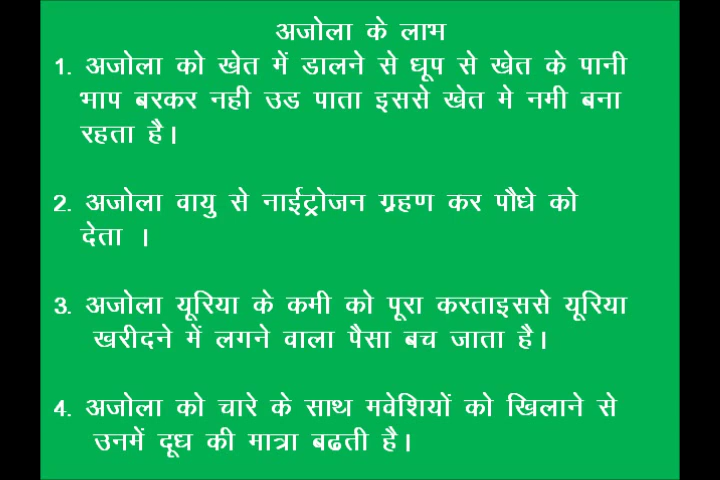 अजोला के लाभ
1. अजोला को खेत में डालने से धूप से खेत के पानी
भाप बरकर नही उड पाता इससे खेत मे नमी बना
रहता है।
2. अजोला वायु से नाईट्रोजन ग्रहण कर पौधे को
देता ।
3. अजोला यूरिया के कमी को पूरा करताइससे यूरिया
खरीदने में लगने वाला पैसा बच जाता है।
4. अजोला को चारे के साथ मवेशियों को खिलाने से
उनमें दूध की मात्रा बढती है।